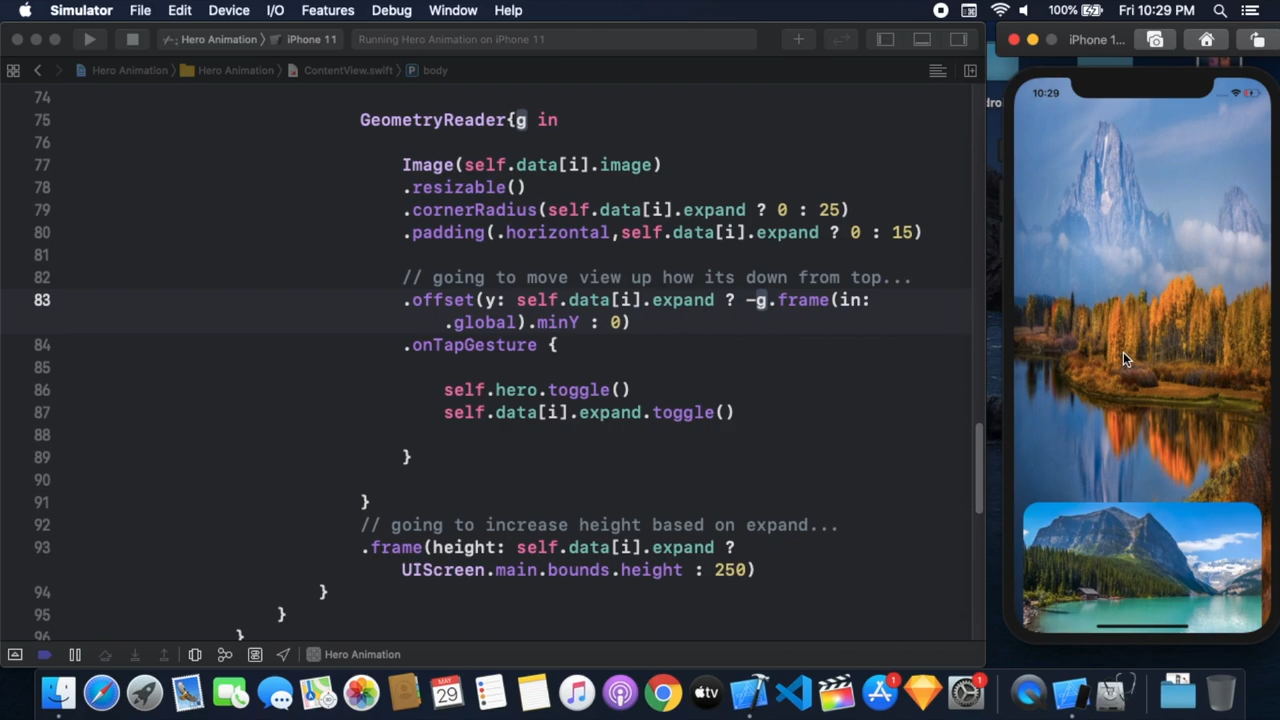 Simulator File Edit Device I/O Features Debug Window Help 100% Fri 10:29 PM
Hero Animation iPhone 11 Running Hero Animation on iPhone 11 iPhone 1...
Hero Animation Hero Animation ContentView.swift P body
74
75 GeometryReader{g in
76
77 Image(self.data[i].image)
78 .resizable()
79 .cornerRadius(self.data[i].expand ? 0 : 25)
80 .padding(.horizontal,self.data[i].expand ? 0 : 15)
81
82 // going to move view up how its down from top...
83 .offset(y: self.data[i].expand ? -g.frame(in:
.global).minY : 0)
84 .onTapGesture {
85
86 self.hero.toggle()
87 self.data[i].expand.toggle()
88
89 }
90
91 }
92 // going to increase height based on expand...
93 .frame(height: self.data[i].expand ?
UIScreen.main.bounds.height : 250)
94 }
95 }
96 }
Hero Animation
10:29
MAY
29
tv
1
1